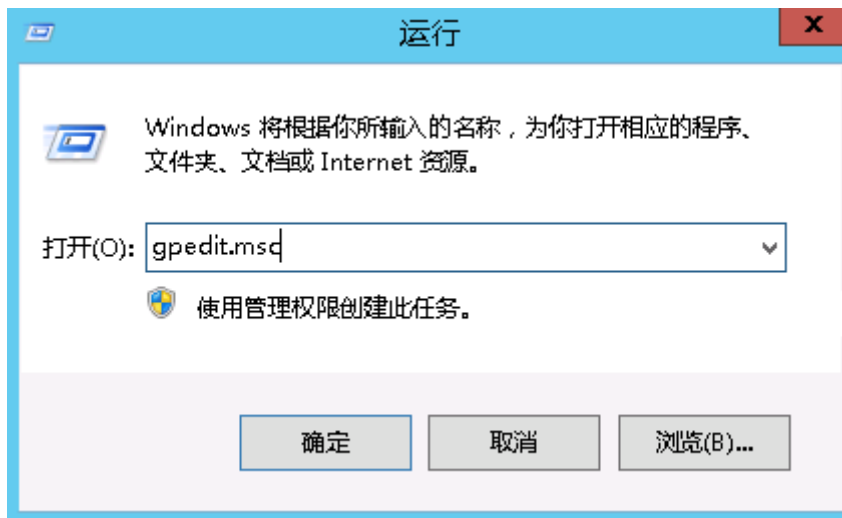 运行
Windows 将根据你所输入的名称，为你打开相应的程序、
文件夹、文档或 Internet 资源。
打开(O): gpedit.msc
使用管理权限创建此任务。
确定 取消 浏览(B)...